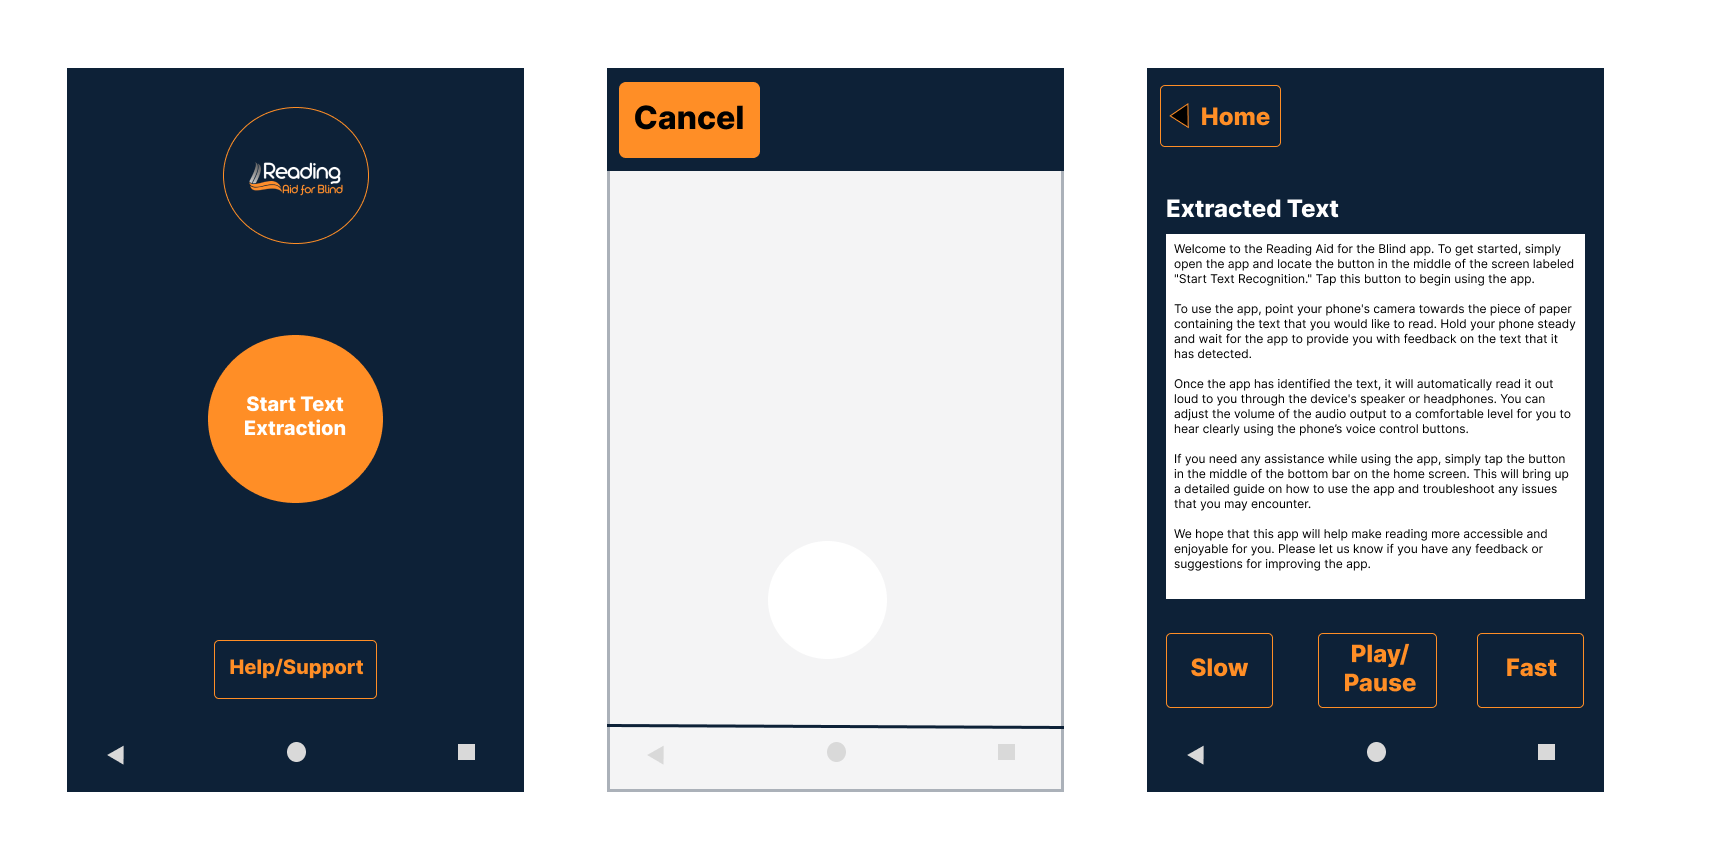 Reading
Aid for Blind
Start Text
Extraction
Help/Support
Cancel
Home
Extracted Text
Welcome to the Reading Aid for the Blind app. To get started, simply
open the app and locate the button in the middle of the screen labeled
"Start Text Recognition." Tap this button to begin using the app.
To use the app, point your phone's camera towards the piece of paper
containing the text that you would like to read. Hold your phone steady
and wait for the app to provide you with feedback on the text that it
has detected.
Once the app has identified the text, it will automatically read it out
loud to you through the device's speaker or headphones. You can
adjust the volume of the audio output to a comfortable level for you to
hear clearly using the phone’s voice control buttons.
If you need any assistance while using the app, simply tap the button
in the middle of the bottom bar on the home screen. This will bring up
a detailed guide on how to use the app and troubleshoot any issues
that you may encounter.
We hope that this app will help make reading more accessible and
enjoyable for you. Please let us know if you have any feedback or
suggestions for improving the app.
Slow
Play/
Pause
Fast